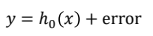 y = h₀(x) + error